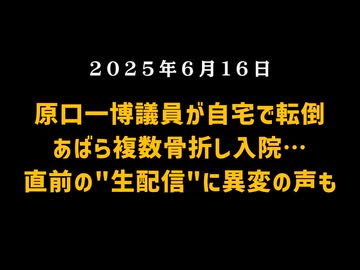 ２０２５年６月１６日
原口一博議員が自宅で転倒
あばら複数骨折し入院…
直前の"生配信"に異変の声も